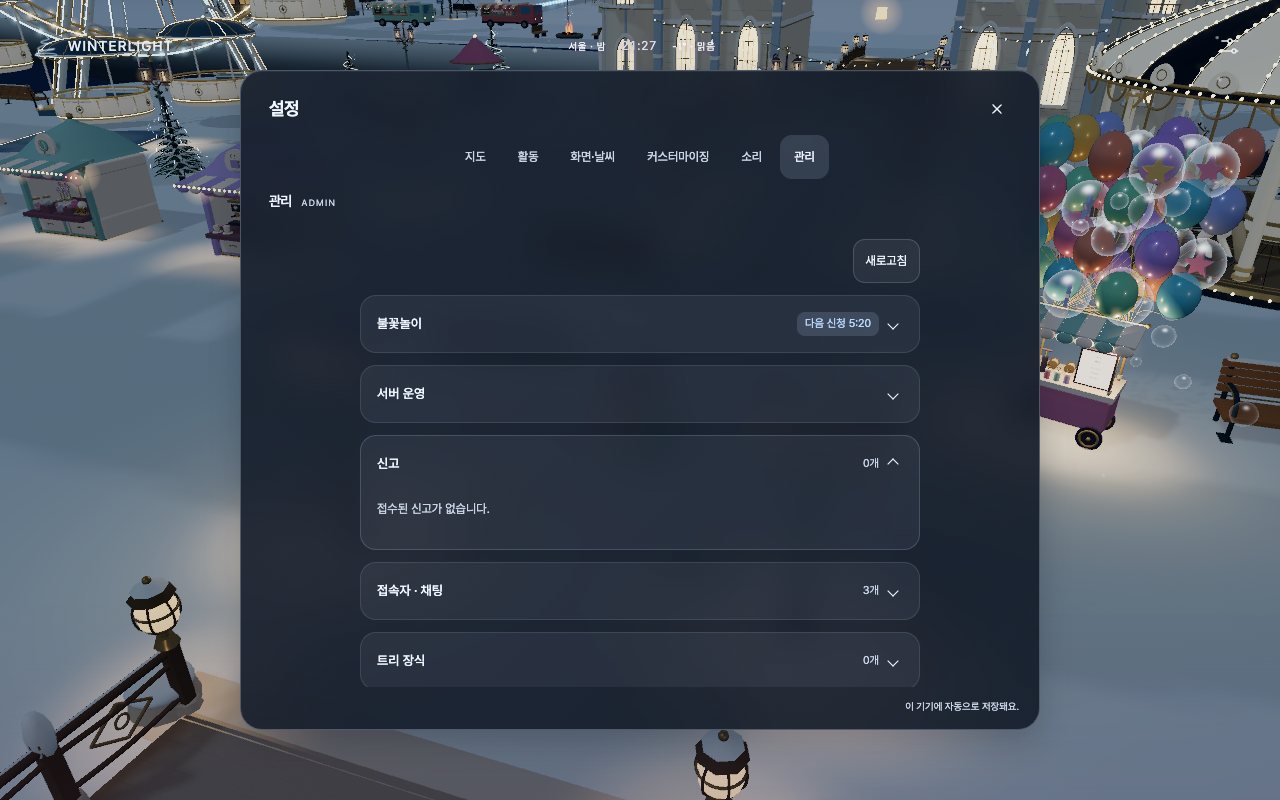 WINTERLIGHT
서울 · 밤 21:27 맑음
설정
지도 활동 화면·날씨 커스터마이징 소리 관리
관리 ADMIN
새로고침
불꽃놀이 다음 신청 5:20
서버 운영
신고 0개
접수된 신고가 없습니다.
접속자 · 채팅 3개
트리 장식 0개
이 기기에 자동으로 저장돼요.